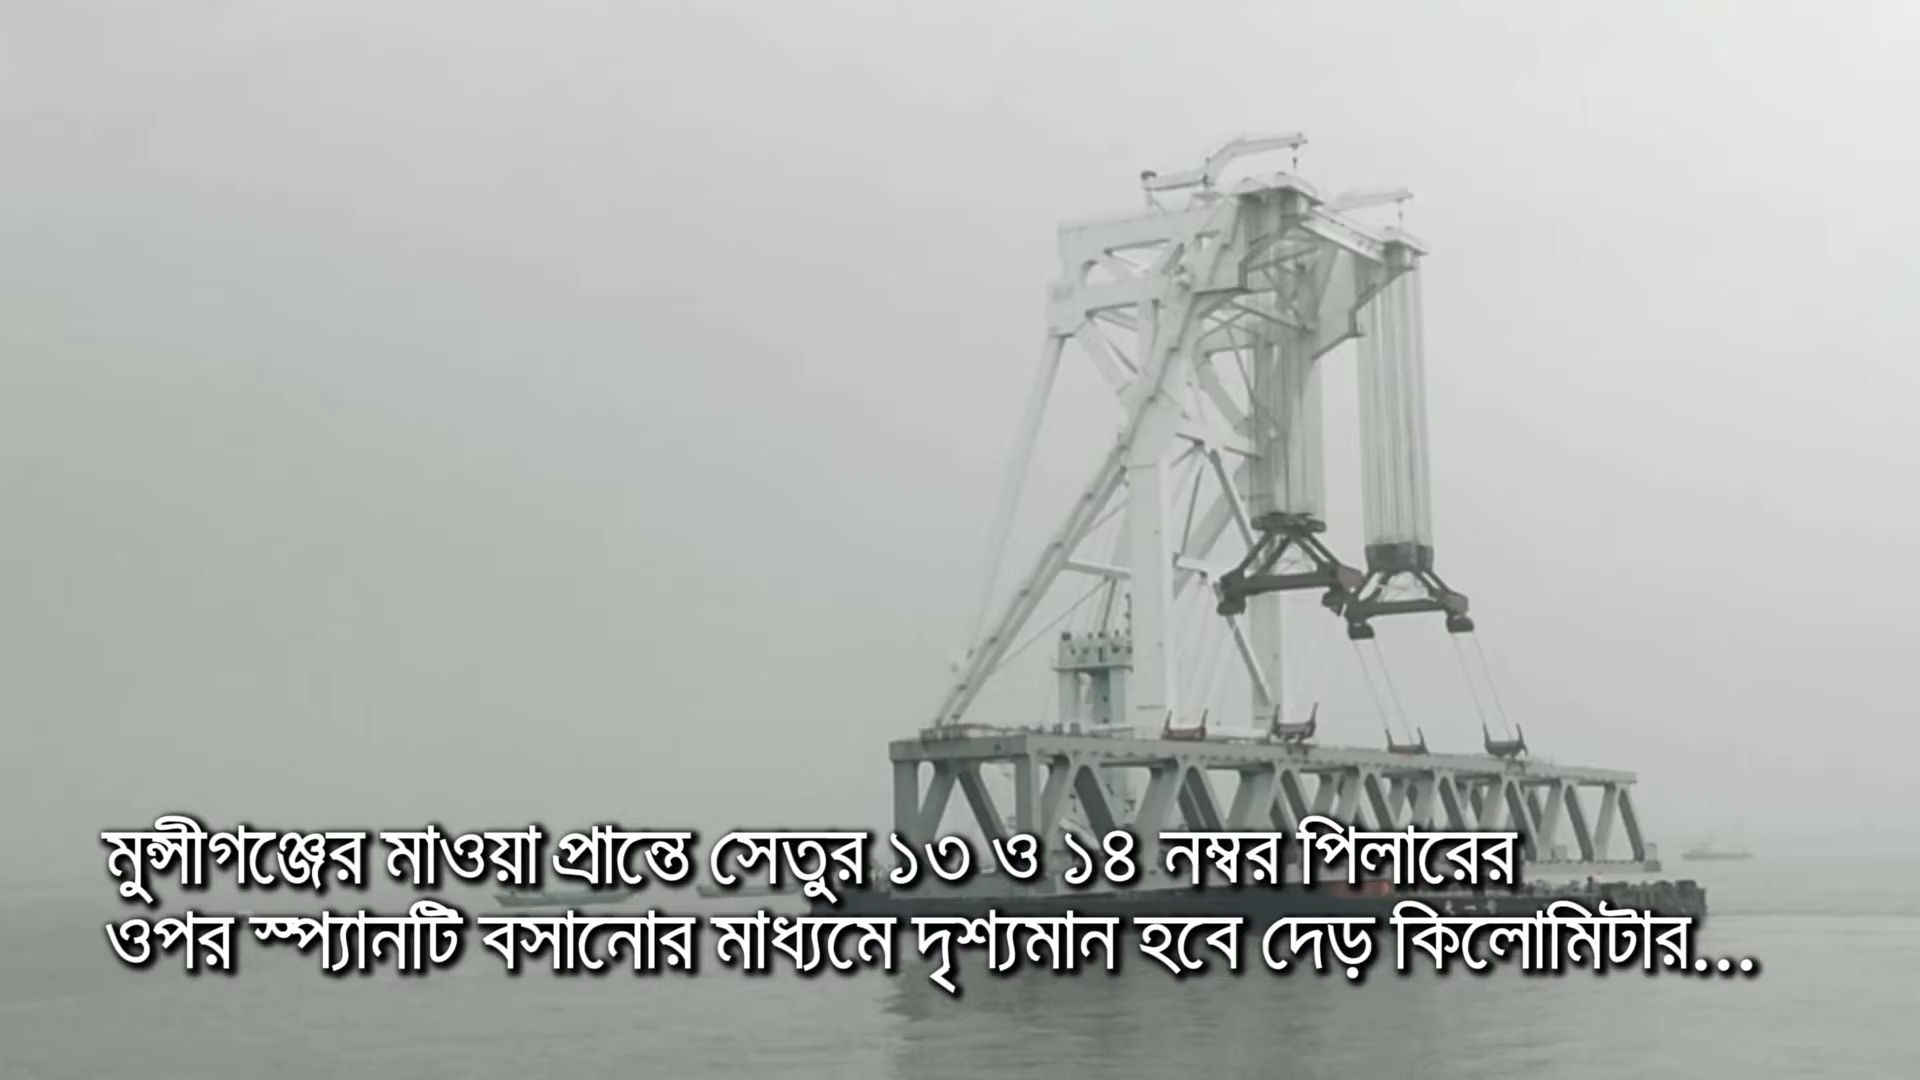 মুন্সীগঞ্জের মাওয়া প্রান্তে সেতুর ১৩ ও ১৪ নম্বর পিলারের
ওপর স্প্যানটি বসানোর মাধ্যমে দৃশ্যমান হবে দেড় কিলোমিটার...